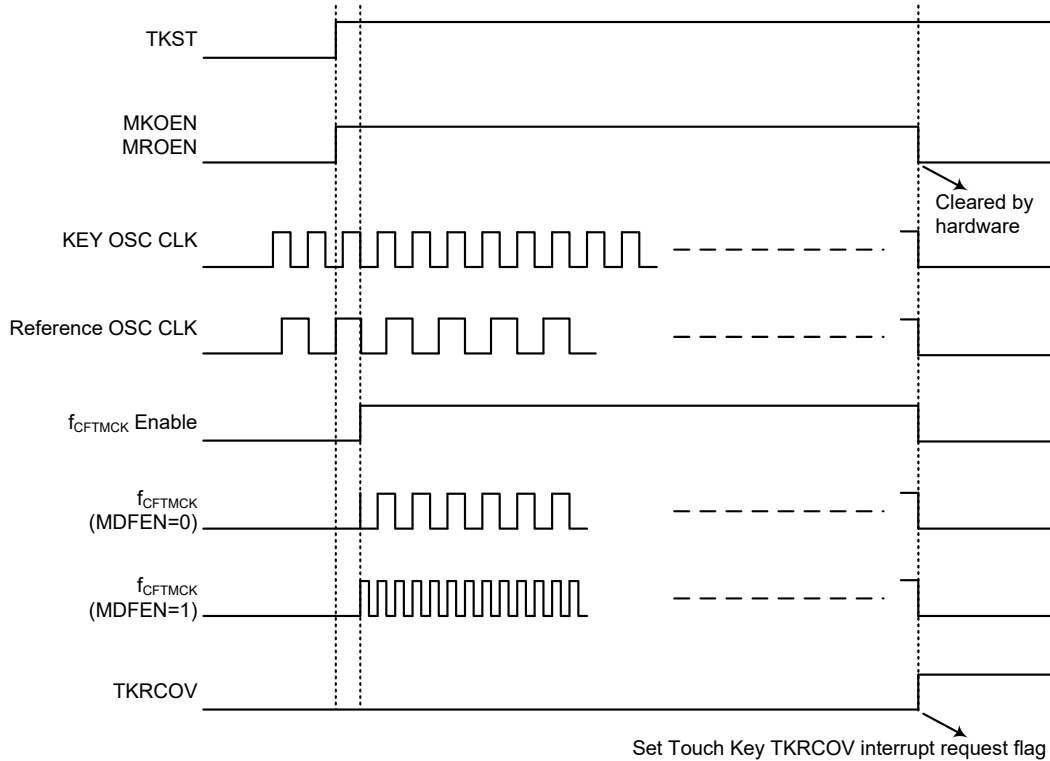 TKST
MKOEN
MROEN
Cleared by
hardware
KEY OSC CLK
Reference OSC CLK
fCFTMCK Enable
fCFTMCK
(MDFEN=0)
fCFTMCK
(MDFEN=1)
TKRCOV
Set Touch Key TKRCOV interrupt request flag